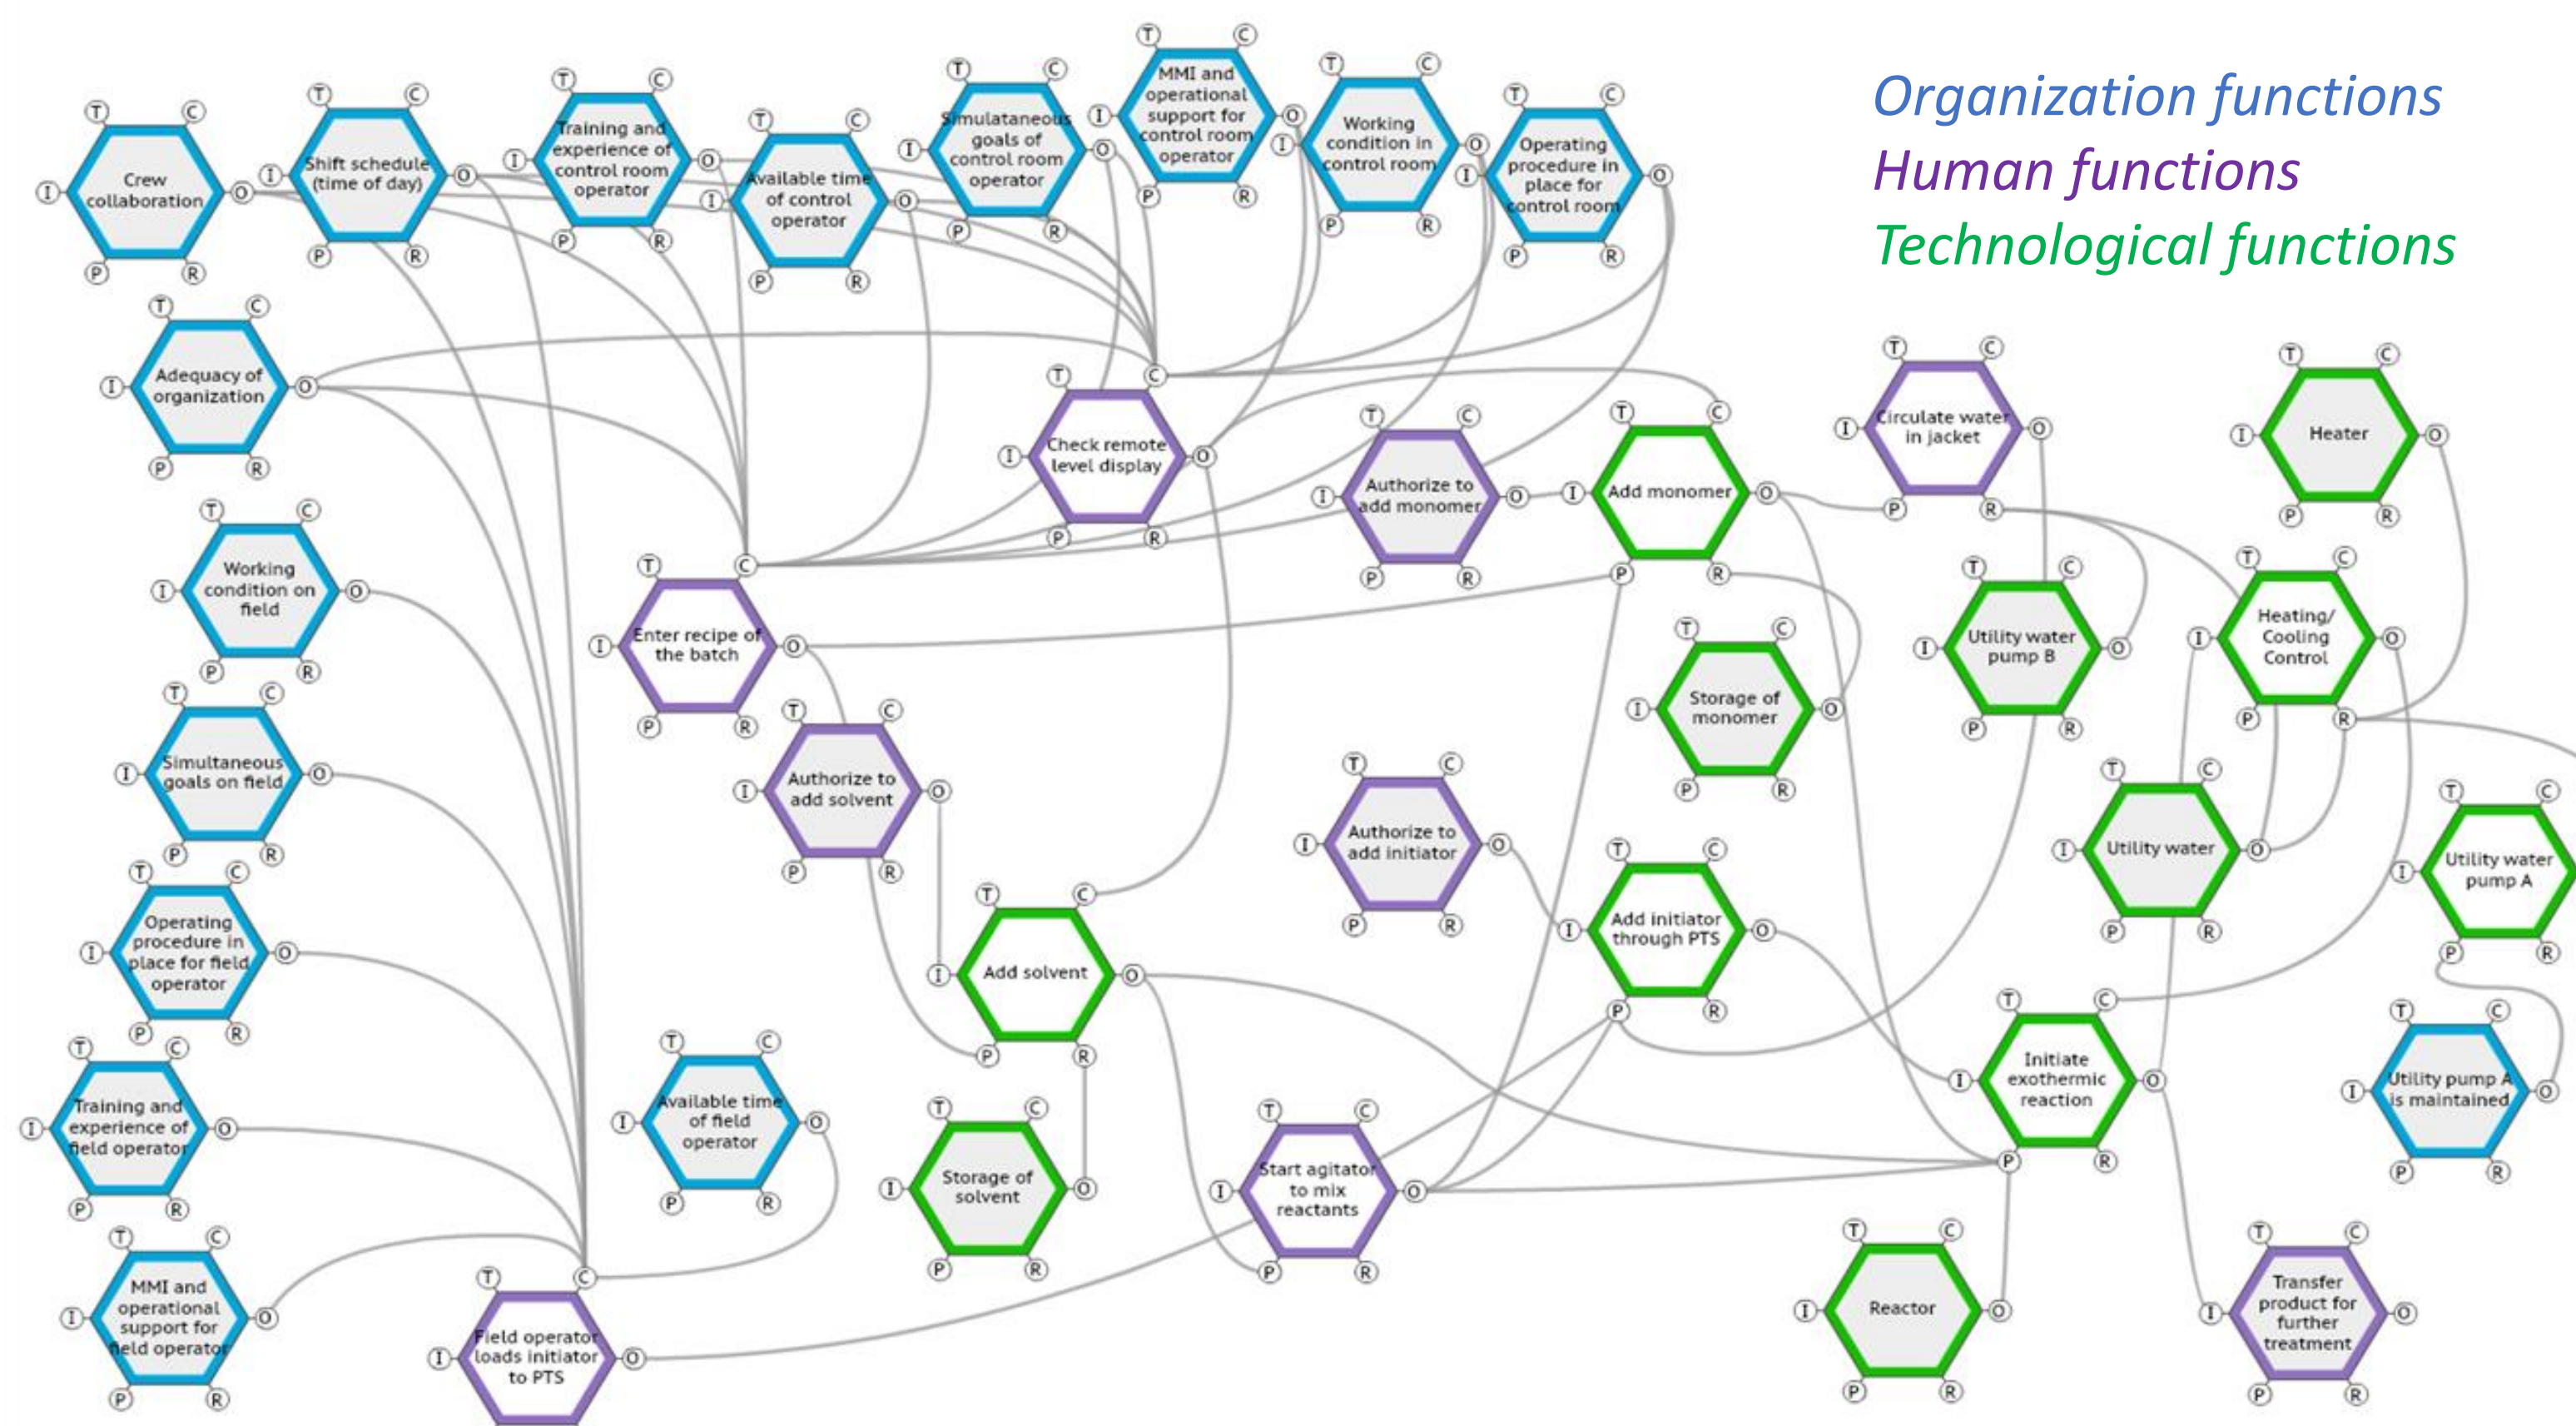 Organization functions
Human functions
Technological functions
T C
I Crew O
collaboration
P R
T C
I Shift schedule O
(time of day)
P R
T C
Training and
I experience of O
control room
operator
P R
T C
Available time
I of control O
operator
P R
T C
Simulataneous
I goals of O
control room
operator
P R
T C
MMI and
operational
I support for O
control room
operator
P R
T C
Working
I condition in O
control room
P R
T C
Operating
I procedure in O
place for
control room
P R
T C
I Adequacy of O
organization
P R
T C
Working
I condition on O
field
P R
T C
I Simultaneous O
goals on field
P R
T C
Operating
procedure in
I place for field O
operator
P R
T C
Training and
I experience of O
field operator
P R
T C
MMI and
operational
I support for O
field operator
P R
T C
Field operator
I loads initiator O
to PTS
T C
Available time
I of field O
operator
P R
T C
I Enter recipe of O
the batch
P R
T C
I Authorize to O
add solvent
P R
T C
I Add solvent O
P R
T C
I Storage of O
solvent
P R
T C
I Check remote O
level display
P R
T C
I Authorize to O
add monomer
P R
T C
I Add monomer O
P R
T C
I Storage of O
monomer
P R
T C
I Authorize to O
add initiator
P R
T C
I Add initiator O
through PTS
P R
T C
Start agitator
I to mix O
reactants
P R
T C
I Circulate water O
in jacket
P R
T C
I Heater O
P R
T C
I Utility water O
pump B
P R
T C
Heating/
I Cooling O
Control
P R
T C
I Utility water O
P R
T C
I Utility water
pump A
P R
T C
I Utility pump A O
is maintained
P R
T C
Initiate
I exothermic O
reaction
P R
T C
I Reactor O
P R
T C
Transfer
I product for O
further
treatment
P R